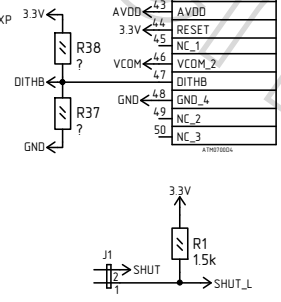 XP 3.3V
AVDD 43 AVDD
3.3V 44 RESET
45 NC_1
R38
?
VCOM 46 VCOM_2
DITHB 47 DITHB
R37
?
GND 48 GND_4
49 NC_2
50 NC_3
GND
ATM0700D4
3.3V
R1
1.5k
J1
SHUT
2
1
SHUT_L